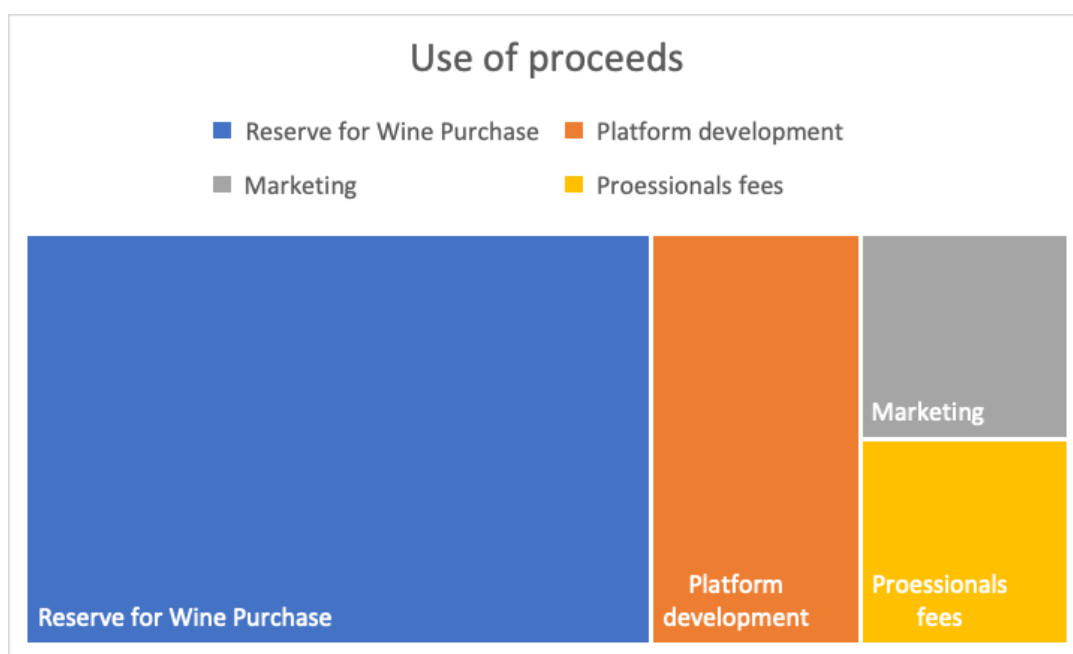 Use of proceeds
Reserve for Wine Purchase
Platform development
Marketing
Proessionals fees
Marketing
Reserve for Wine Purchase
Platform
development
Proessionals
fees